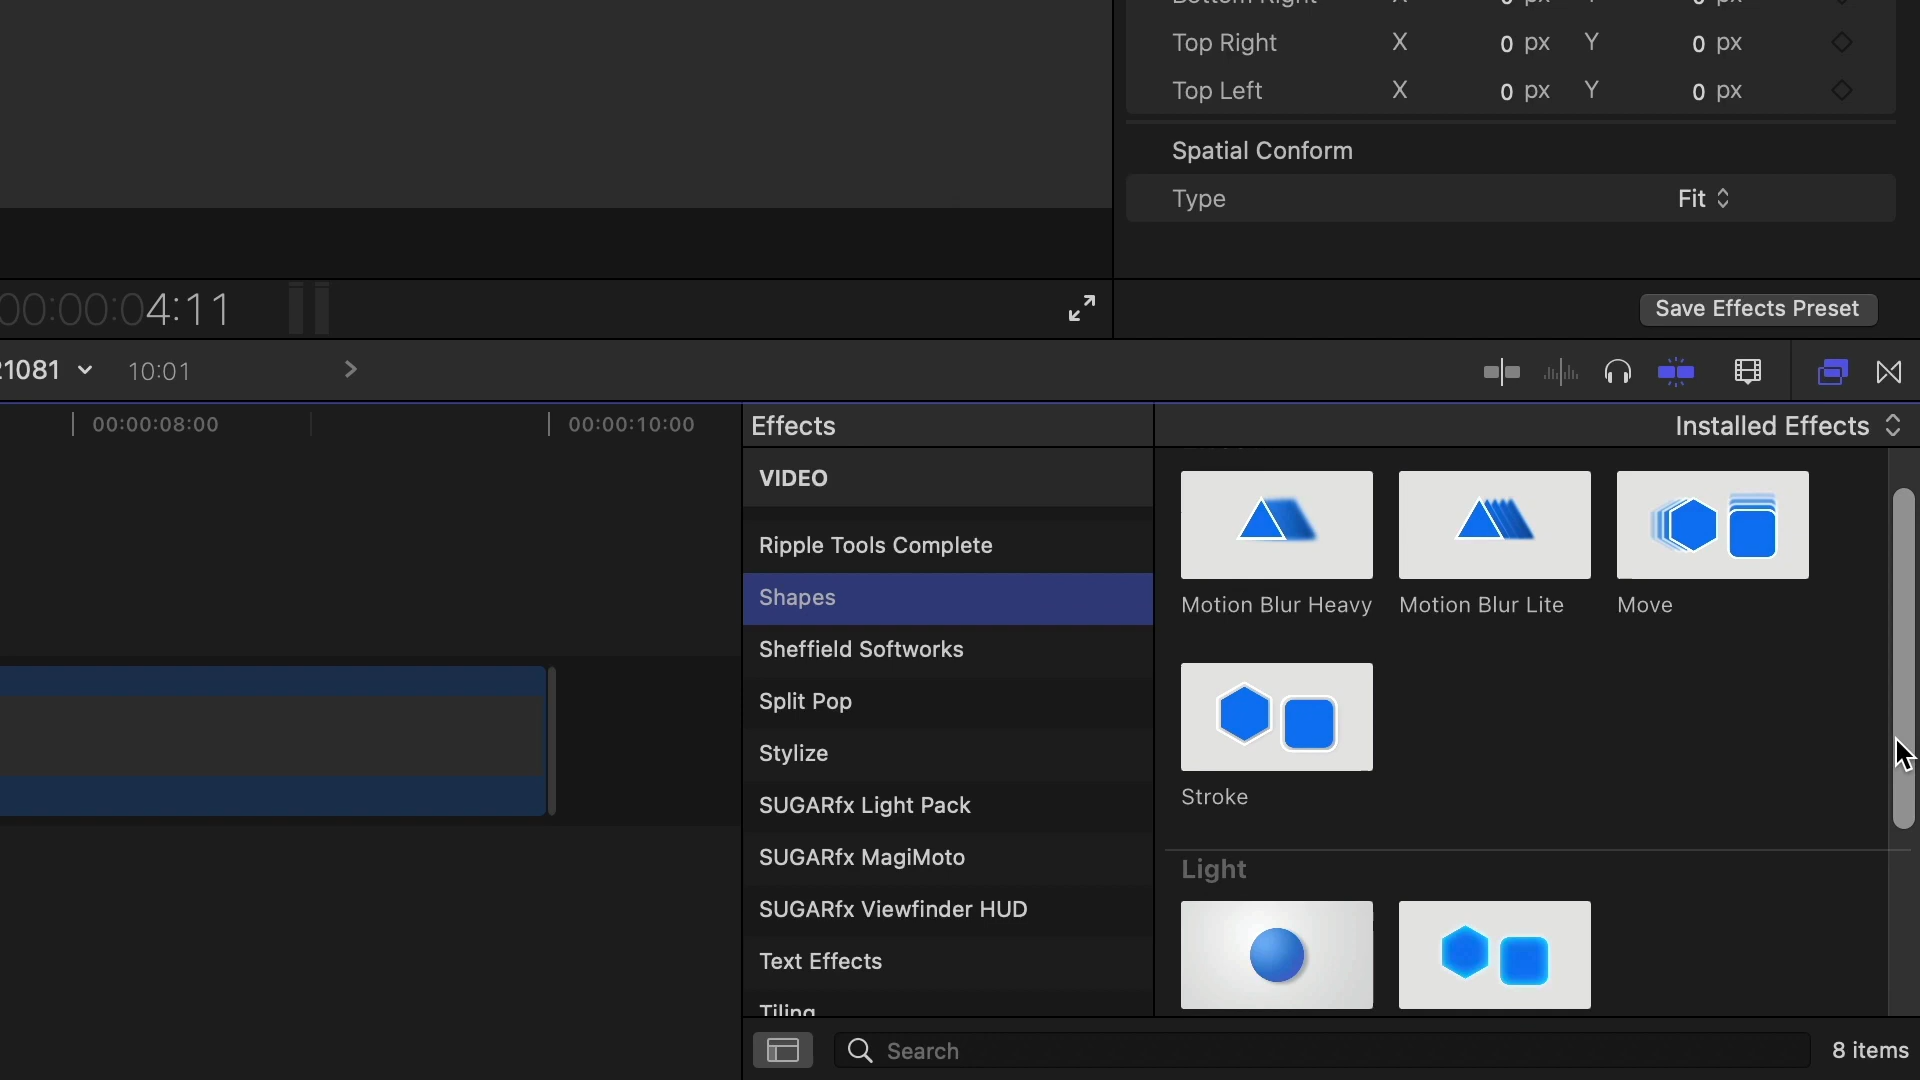 Top Right X 0 px Y 0 px
Top Left X 0 px Y 0 px
Spatial Conform
Type Fit
00:00:04:11
Save Effects Preset
21081 10:01
00:00:08:00 00:00:10:00
Effects
Installed Effects
VIDEO
Ripple Tools Complete
Shapes
Sheffield Softworks
Split Pop
Stylize
SUGARfx Light Pack
SUGARfx MagiMoto
SUGARfx Viewfinder HUD
Text Effects
Tiling
Motion Blur Heavy Motion Blur Lite Move
Stroke
Light
Search
8 items